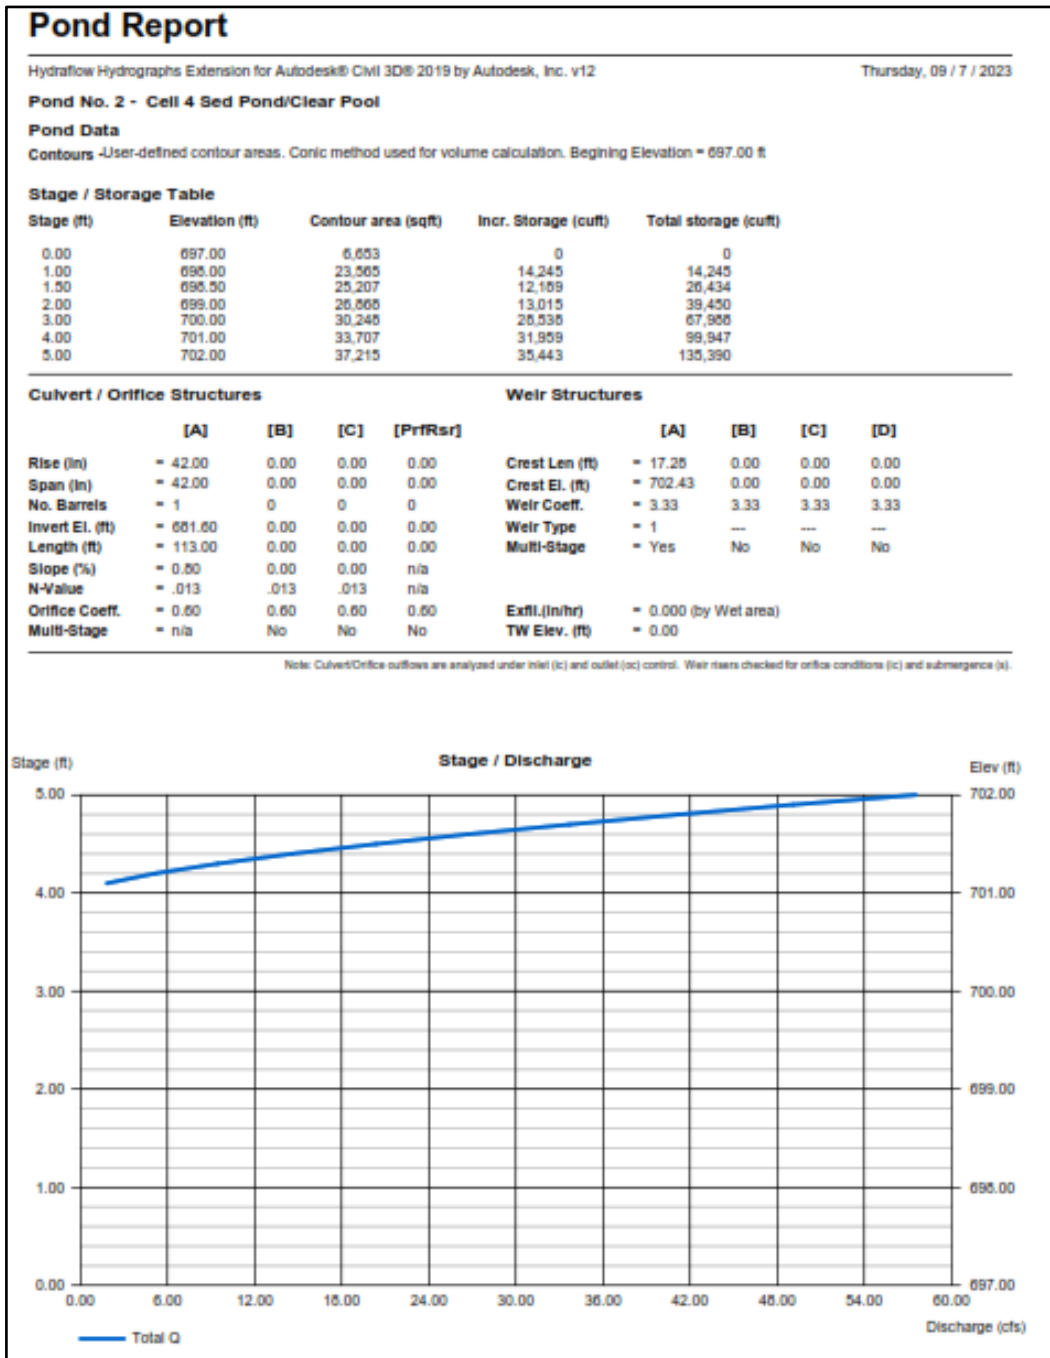 Pond Report
Hydraflow Hydrographs Extension for Autodesk® Civil 3D® 2019 by Autodesk, Inc. v12 Thursday, 09 / 7 / 2023
Pond No. 2 - Cell 4 Sed Pond/Clear Pool
Pond Data
Contours -User-defined contour areas. Conic method used for volume calculation. Begining Elevation = 697.00 ft
Stage / Storage Table
Stage (ft) Elevation (ft) Contour area (sqft) Incr. Storage (cuft) Total storage (cuft)
0.00 697.00 6,653 0 0
1.00 698.00 23,565 14,245 14,245
1.50 698.50 25,207 12,189 26,434
2.00 699.00 26,868 13,015 39,450
3.00 700.00 30,248 28,538 67,988
4.00 701.00 33,707 31,959 99,947
5.00 702.00 37,215 35,443 135,390
Culvert / Orifice Structures Weir Structures
[A] [B] [C] [PrfRsr] [A] [B] [C] [D]
Rise (in) = 42.00 0.00 0.00 0.00 Crest Len (ft) = 17.28 0.00 0.00 0.00
Span (in) = 42.00 0.00 0.00 0.00 Crest El. (ft) = 702.43 0.00 0.00 0.00
No. Barrels = 1 0 0 0 Weir Coeff. = 3.33 3.33 3.33 3.33
Invert El. (ft) = 681.60 0.00 0.00 0.00 Weir Type = 1 --- --- ---
Length (ft) = 113.00 0.00 0.00 0.00 Multi-Stage = Yes No No No
Slope (%) = 0.80 0.00 0.00 n/a
N-Value = .013 .013 .013 n/a
Orifice Coeff. = 0.60 0.60 0.60 0.60 Exfil.(in/hr) = 0.000 (by Wet area)
Multi-Stage = n/a No No No TW Elev. (ft) = 0.00
Note: Culvert/Orifice outflows are analyzed under inlet (ic) and outlet (oc) control. Weir risers checked for orifice conditions (ic) and submergence (s).
Stage (ft) Stage / Discharge Elev (ft)
5.00 702.00
4.00 701.00
3.00 700.00
2.00 699.00
1.00 698.00
0.00 697.00
0.00 6.00 12.00 18.00 24.00 30.00 36.00 42.00 48.00 54.00 60.00
Discharge (cfs)
Total Q